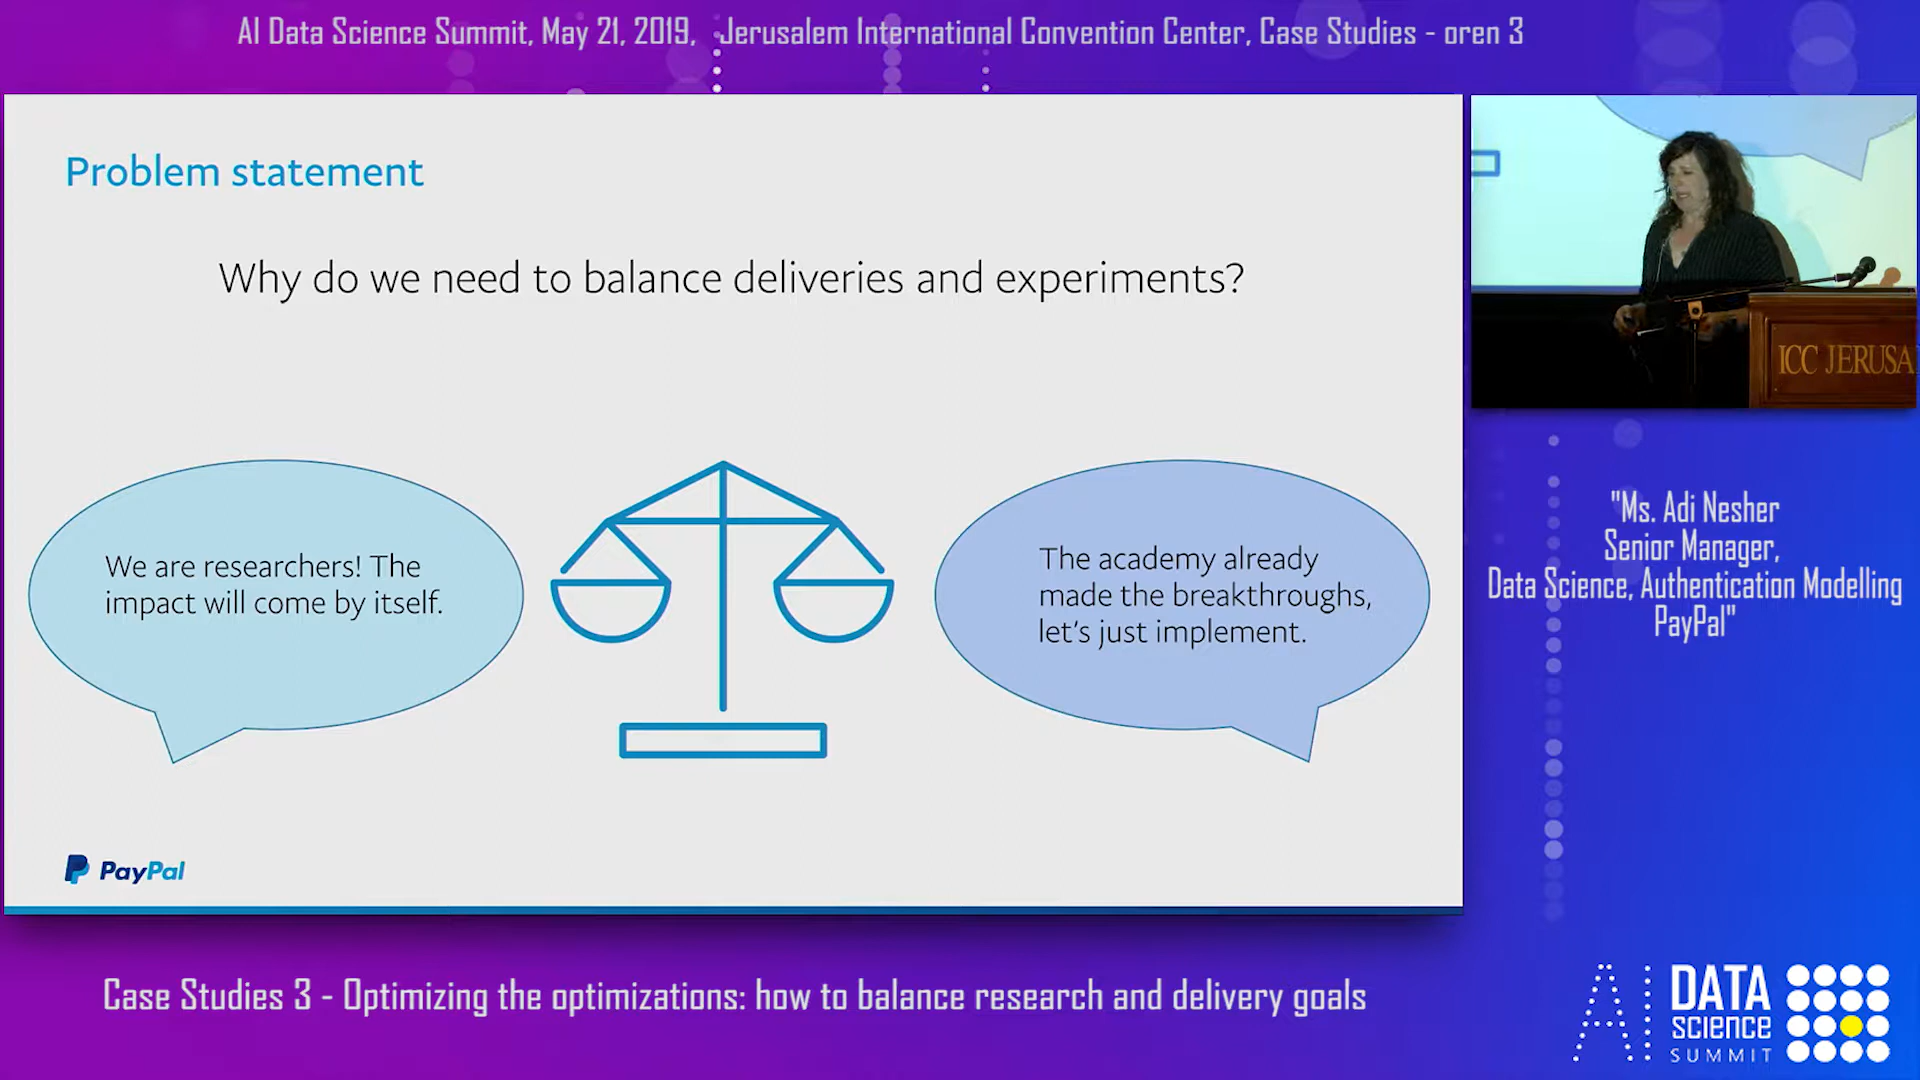 AI Data Science Summit, May 21, 2019, Jerusalem International Convention Center, Case Studies - oren 3
Problem statement
Why do we need to balance deliveries and experiments?
We are researchers! The
impact will come by itself.
The academy already
made the breakthroughs,
let's just implement.
PayPal
ICC JERUSA
"Ms. Adi Nesher
Senior Manager,
Data Science, Authentication Modelling
PayPal"
Case Studies 3 - Optimizing the optimizations: how to balance research and delivery goals
AI
DATA
SCIENCE
SUMMIT